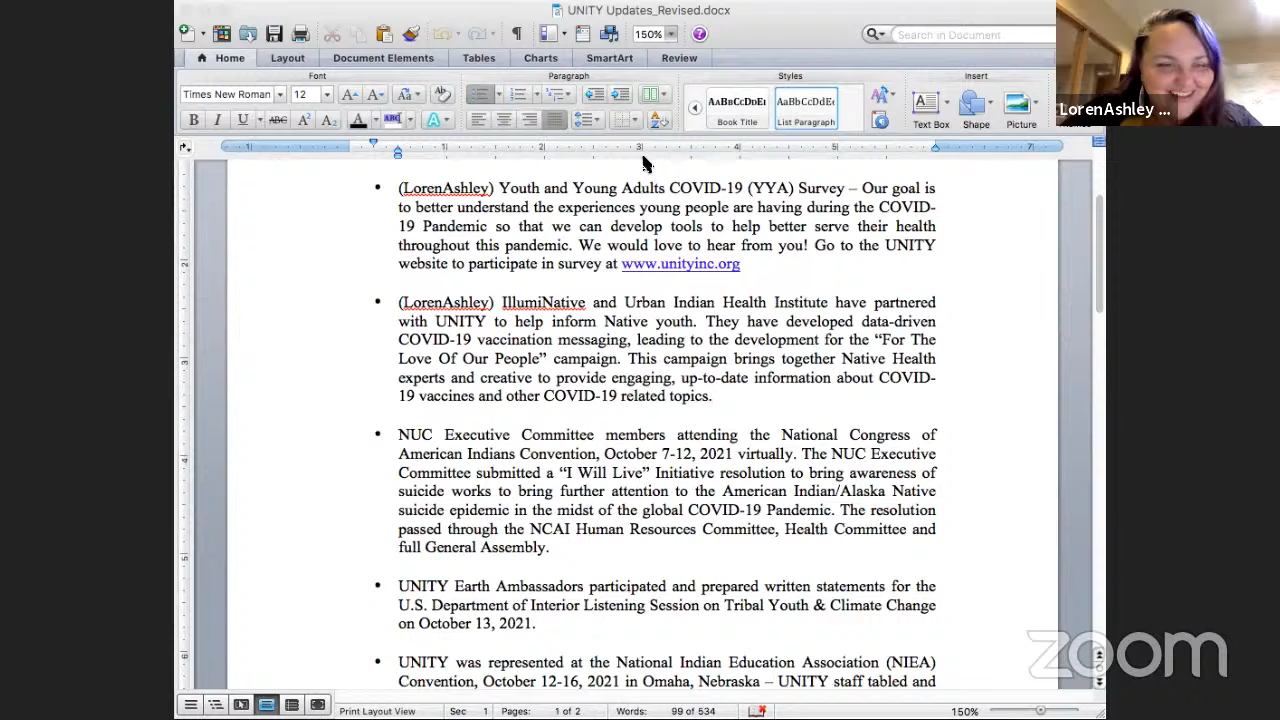 UNITY Updates_Revised.docx
150%
Search in Document
Home Layout Document Elements Tables Charts SmartArt Review
Font Paragraph Styles Insert
Times New Roman 12 A A Aa Abc AaBbCcDdEe AaBbCcDdEe
B I U ABC A² A₂ A ABC A Book Title List Paragraph Text Box Shape Picture
LorenAshley ...
1 1 2 3 4 5 7
• (LorenAshley) Youth and Young Adults COVID-19 (YYA) Survey – Our goal is
to better understand the experiences young people are having during the COVID-
19 Pandemic so that we can develop tools to help better serve their health
throughout this pandemic. We would love to hear from you! Go to the UNITY
website to participate in survey at www.unityinc.org
• (LorenAshley) IllumiNative and Urban Indian Health Institute have partnered
with UNITY to help inform Native youth. They have developed data-driven
COVID-19 vaccination messaging, leading to the development for the “For The
Love Of Our People” campaign. This campaign brings together Native Health
experts and creative to provide engaging, up-to-date information about COVID-
19 vaccines and other COVID-19 related topics.
• NUC Executive Committee members attending the National Congress of
American Indians Convention, October 7-12, 2021 virtually. The NUC Executive
Committee submitted a “I Will Live” Initiative resolution to bring awareness of
suicide works to bring further attention to the American Indian/Alaska Native
suicide epidemic in the midst of the global COVID-19 Pandemic. The resolution
passed through the NCAI Human Resources Committee, Health Committee and
full General Assembly.
• UNITY Earth Ambassadors participated and prepared written statements for the
U.S. Department of Interior Listening Session on Tribal Youth & Climate Change
on October 13, 2021.
• UNITY was represented at the National Indian Education Association (NIEA)
Convention, October 12-16, 2021 in Omaha, Nebraska – UNITY staff tabled and
zoom
Print Layout View Sec 1 Pages: 1 of 2 Words: 99 of 534 150%